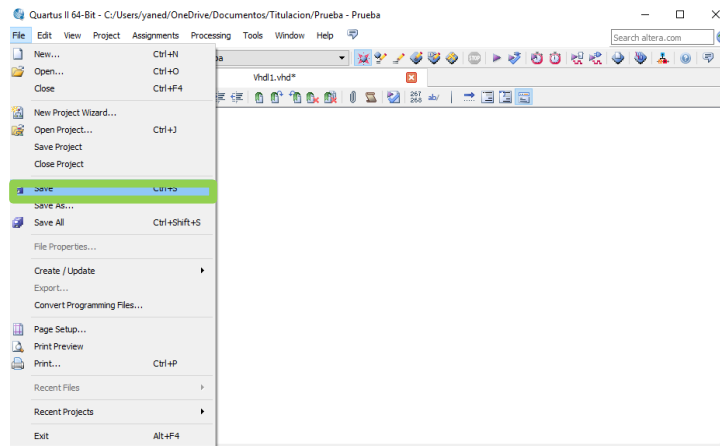 Quartus II 64-Bit - C:/Users/yaned/OneDrive/Documentos/Titulacion/Prueba - Prueba
File Edit View Project Assignments Processing Tools Window Help
Search altera.com
New... Ctrl+N
Open... Ctrl+O
Close Ctrl+F4
Vhdl1.vhd*
267
268
ab/
New Project Wizard...
Open Project... Ctrl+J
Save Project
Close Project
Save Ctrl+S
Save As...
Save All Ctrl+Shift+S
File Properties...
Create / Update
Export...
Convert Programming Files...
Page Setup...
Print Preview
Print... Ctrl+P
Recent Files
Recent Projects
Exit Alt+F4